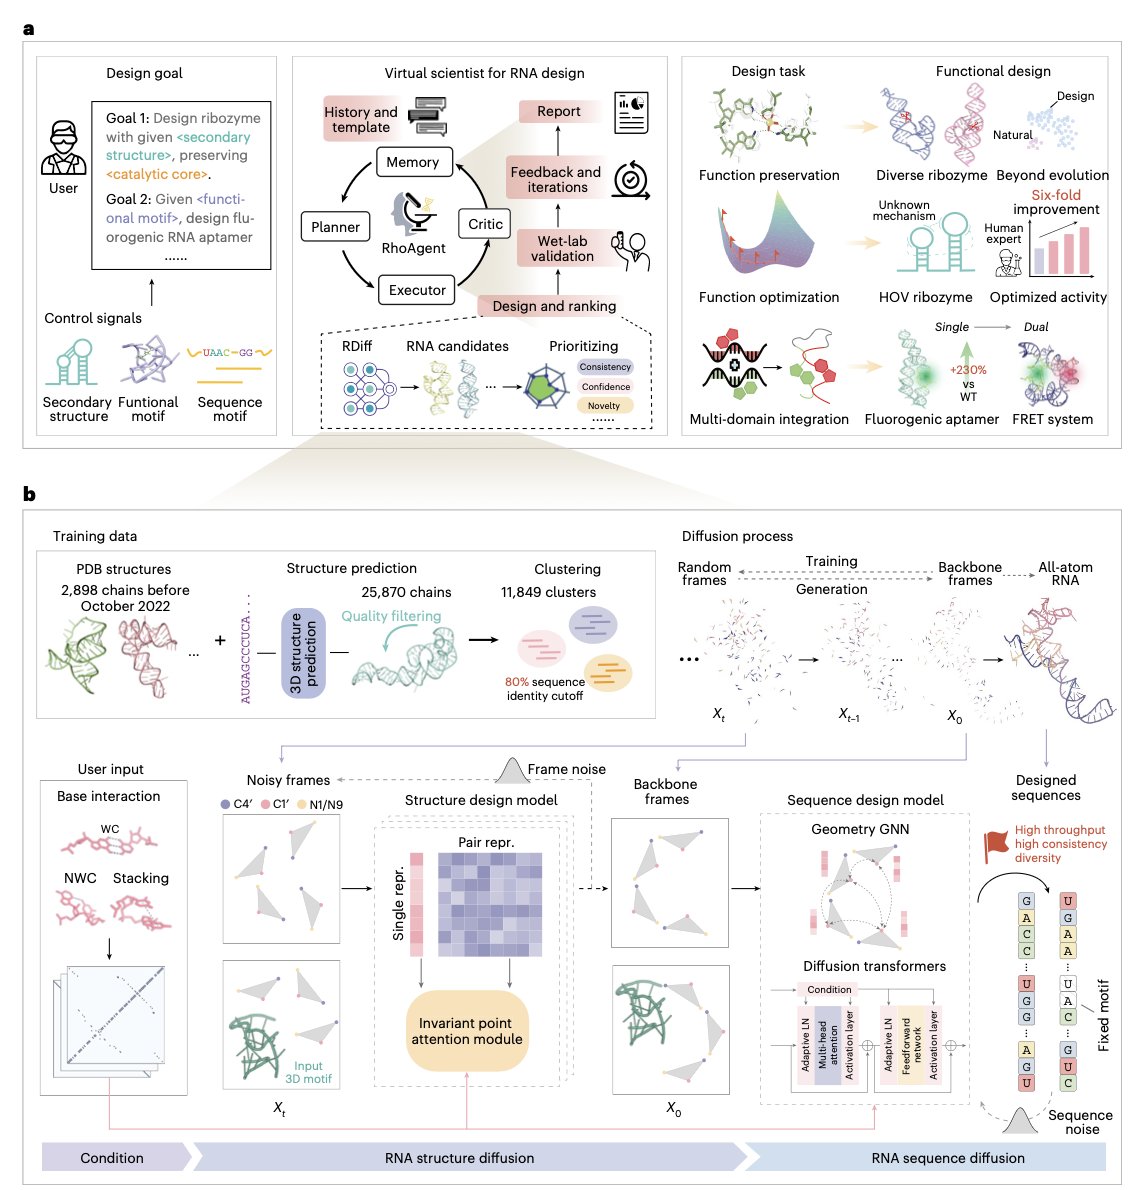 a
Design goal
User
Goal 1: Design ribozyme
with given <secondary
structure>, preserving
<catalytic core>.
Goal 2: Given <functi-
onal motif>, design flu-
orogenic RNA aptamer
......
Control signals
UAAC-GG
Secondary
structure
Funtional
motif
Sequence
motif
Virtual scientist for RNA design
History and
template
Memory
Planner
RhoAgent
Critic
Executor
Report
Feedback and
iterations
Wet-lab
validation
Design and ranking
RDiff
RNA candidates
...
Prioritizing
Consistency
Confidence
Novelty
......
Design task
Functional design
Design
Natural
Function preservation
Diverse ribozyme
Beyond evolution
Unknown
mechanism
Six-fold
improvement
Human
expert
Function optimization
HOV ribozyme
Optimized activity
Single
Dual
+230%
vs
WT
Multi-domain integration
Fluorogenic aptamer
FRET system
b
Training data
PDB structures
2,898 chains before
October 2022
...
+
AUGAGCCCUCA...
Structure prediction
3D structure
prediction
25,870 chains
Quality filtering
Clustering
11,849 clusters
80% sequence
identity cutoff
Diffusion process
Random
frames
Training
Generation
Backbone
frames
All-atom
RNA
...
...
Xt
Xt−1
X0
User input
Base interaction
WC
NWC
Stacking
Noisy frames
C4′
C1′
N1/N9
Input
3D motif
Xt
Frame noise
Structure design model
Pair repr.
Single repr.
Invariant point
attention module
Backbone
frames
X0
Sequence design model
Geometry GNN
Diffusion transformers
Condition
Adaptive LN
Multi-head
attention
Activation layer
Adaptive LN
Feedforward
network
Activation layer
Designed
sequences
High throughput
high consistency
diversity
G
A
C
C
⋮
U
G
G
⋮
A
G
U
U
G
A
A
⋮
U
A
C
⋮
G
U
C
Fixed motif
Sequence
noise
Condition
RNA structure diffusion
RNA sequence diffusion